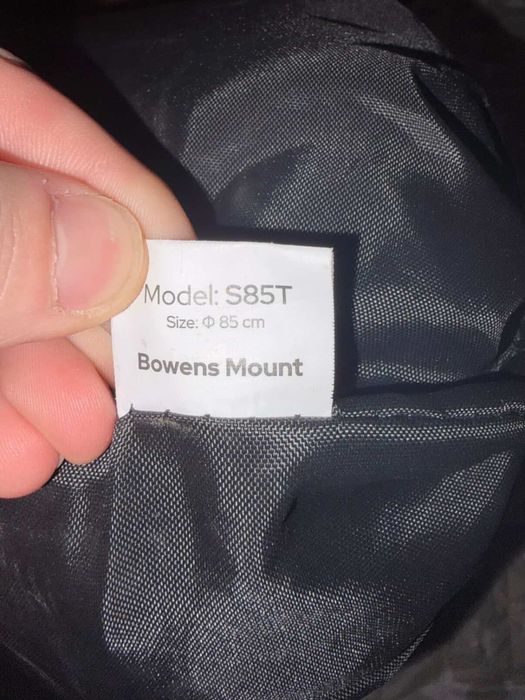 Model: S85T
Size: Φ 85 cm
Bowens Mount